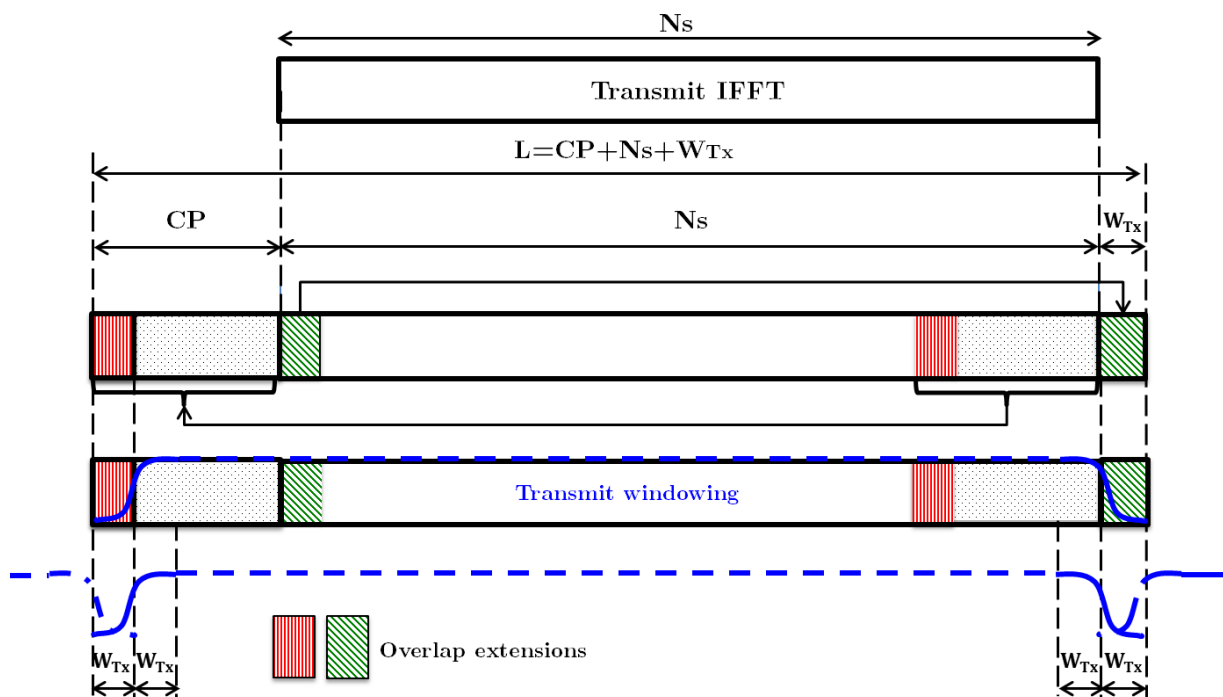 Ns
Transmit IFFT
L=CP+Ns+WTx
CP Ns WTx
Transmit windowing
Overlap extensions
WTx WTx WTx WTx